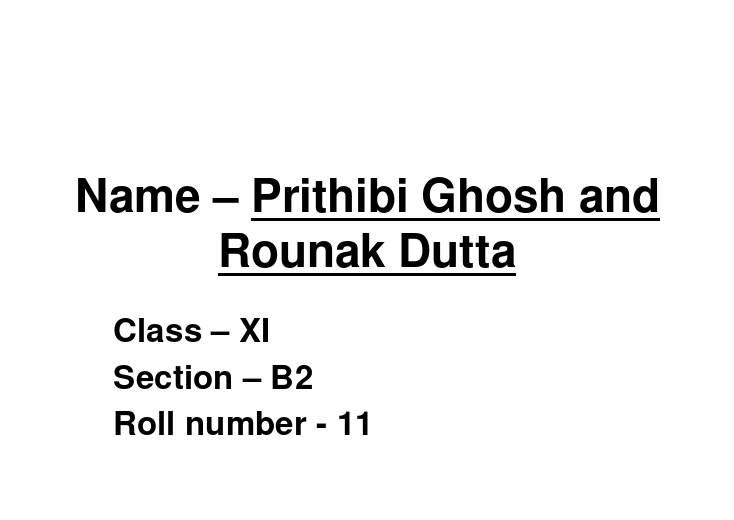 Name – Prithibi Ghosh and
Rounak Dutta
Class – XI
Section – B2
Roll number - 11